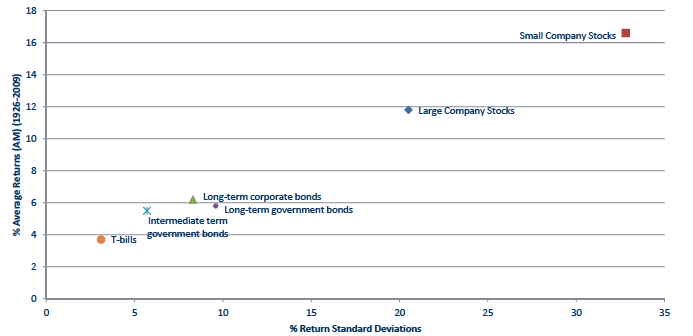 18
16
14
12
10
8
6
4
2
0
% Average Returns (AM) (1926-2009)
Small Company Stocks
Large Company Stocks
Long-term corporate bonds
Long-term government bonds
Intermediate term
government bonds
T-bills
0 5 10 15 20 25 30 35
% Return Standard Deviations